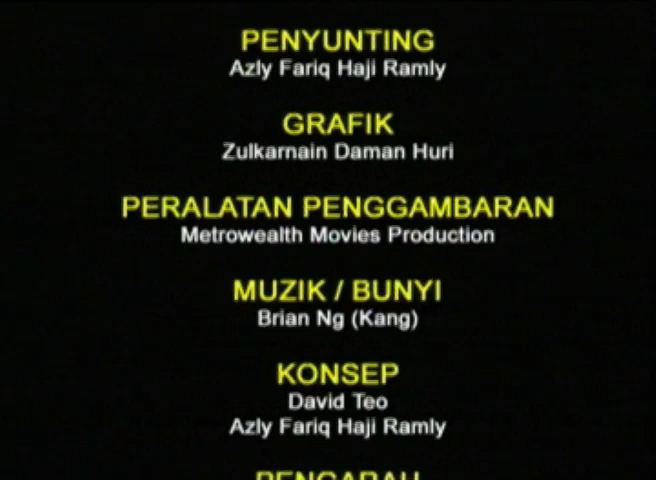 PENYUNTING
Azly Fariq Haji Ramly
GRAFIK
Zulkarnain Daman Huri
PERALATAN PENGGAMBARAN
Metrowealth Movies Production
MUZIK / BUNYI
Brian Ng (Kang)
KONSEP
David Teo
Azly Fariq Haji Ramly
PENGARAH